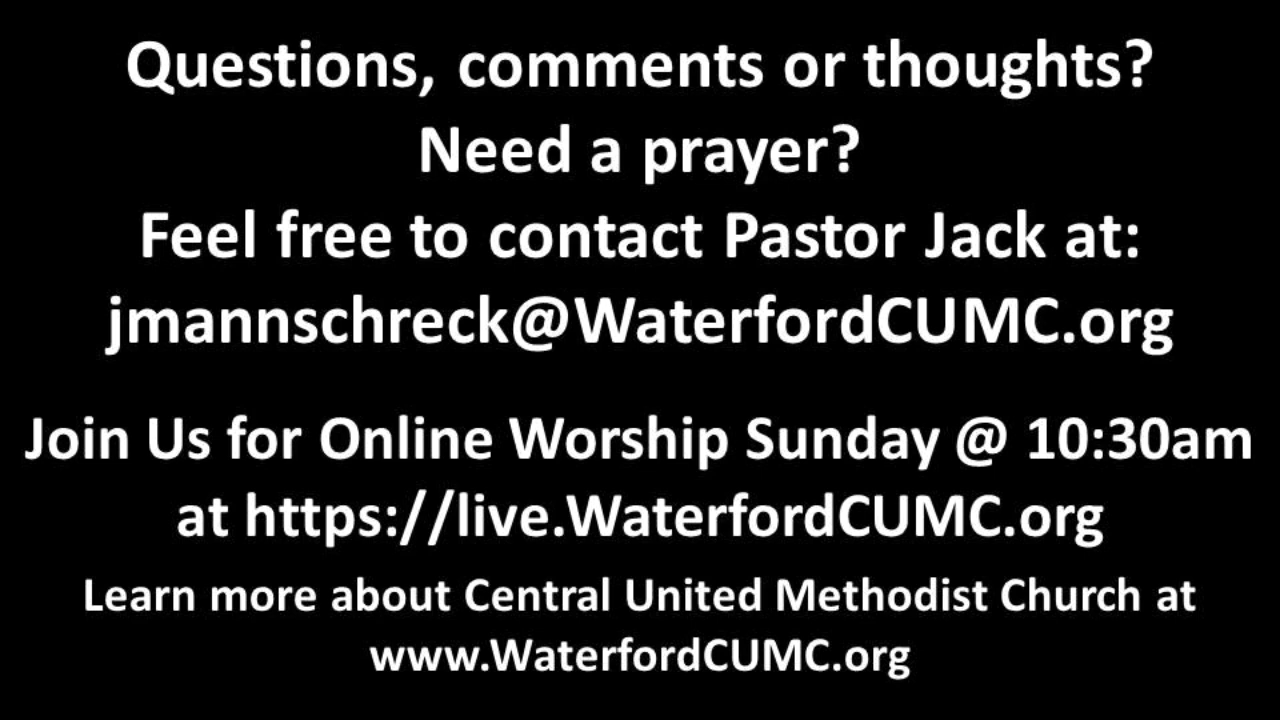 Questions, comments or thoughts?
Need a prayer?
Feel free to contact Pastor Jack at:
jmannschreck@WaterfordCUMC.org
Join Us for Online Worship Sunday @ 10:30am
at https://live.WaterfordCUMC.org
Learn more about Central United Methodist Church at
www.WaterfordCUMC.org